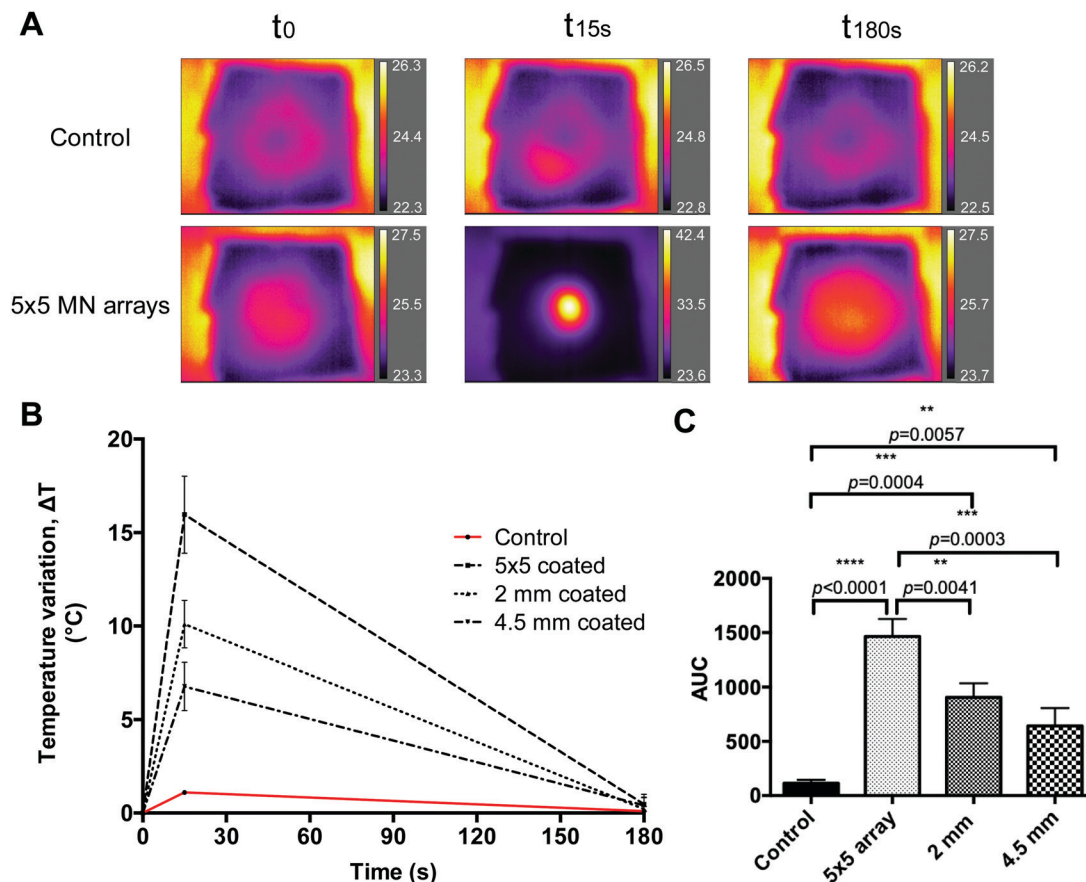 A
t0
t15s
t180s
Control
26.3
24.4
22.3
26.5
24.8
22.8
26.2
24.5
22.5
5x5 MN arrays
27.5
25.5
23.3
42.4
33.5
23.6
27.5
25.7
23.7
B
Temperature variation, ΔT
(°C)
20
15
10
5
0
0
30
60
90
120
150
180
Time (s)
Control
5x5 coated
2 mm coated
4.5 mm coated
C
**
p=0.0057
***
p=0.0004
***
p=0.0003
****
p<0.0001
**
p=0.0041
AUC
2000
1500
1000
500
0
Control
5x5 array
2 mm
4.5 mm